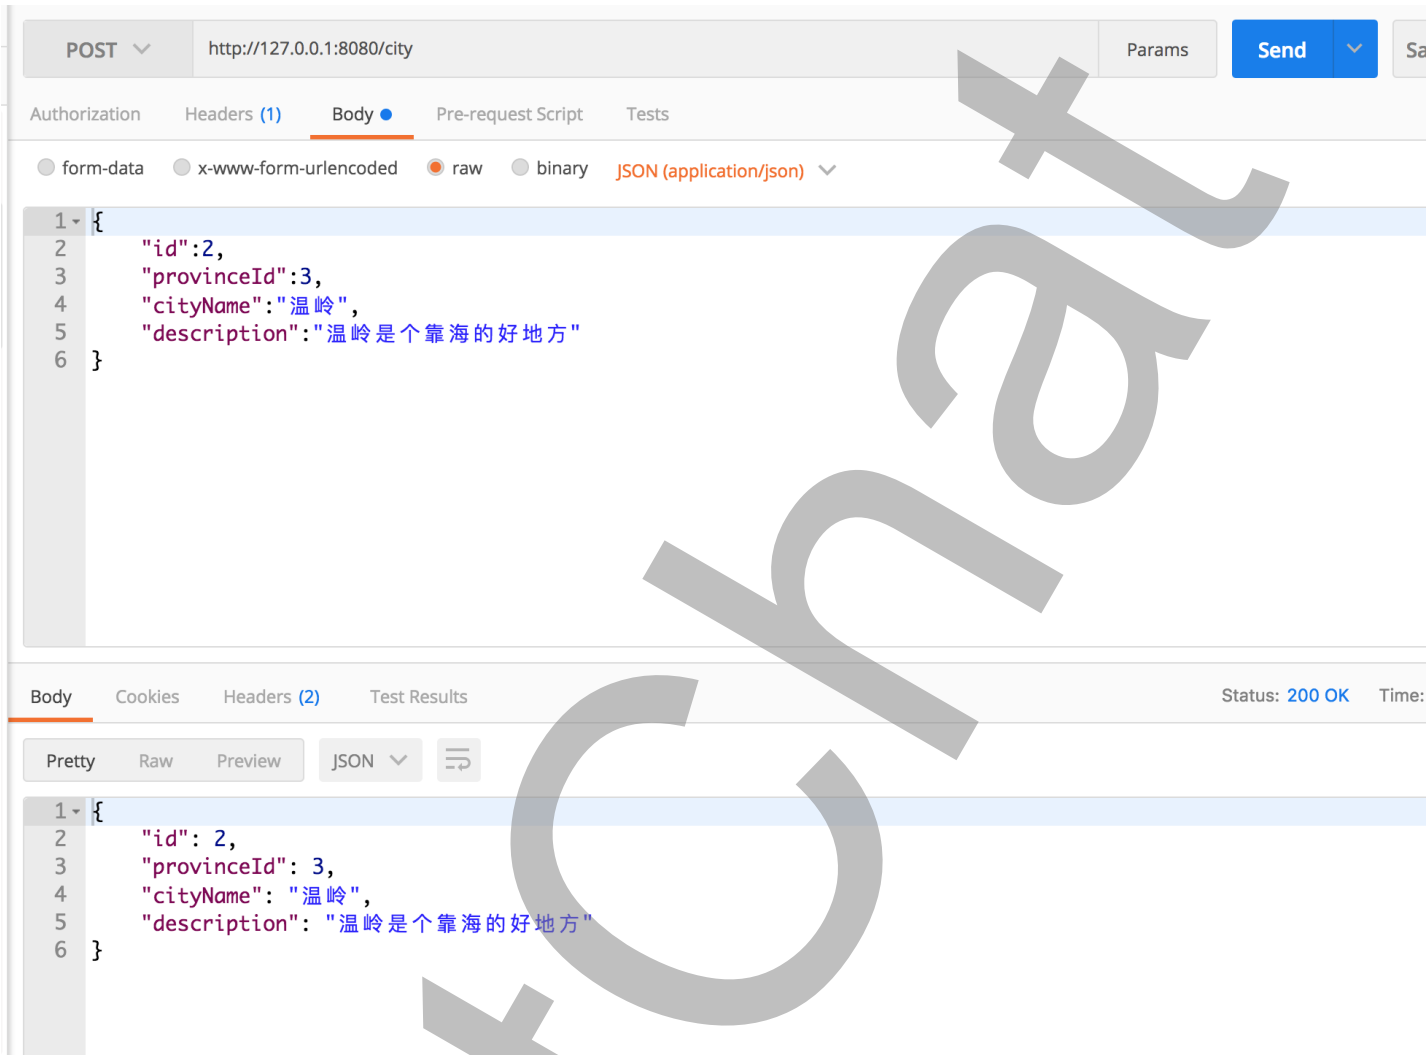 POST http://127.0.0.1:8080/city Params Send
Authorization Headers (1) Body Pre-request Script Tests
form-data x-www-form-urlencoded raw binary JSON (application/json)
1 {
2 "id":2,
3 "provinceId":3,
4 "cityName":"温岭",
5 "description":"温岭是个靠海的好地方"
6 }
Body Cookies Headers (2) Test Results Status: 200 OK Time:
Pretty Raw Preview JSON
1 {
2 "id": 2,
3 "provinceId": 3,
4 "cityName": "温岭",
5 "description": "温岭是个靠海的好地方"
6 }
tChat